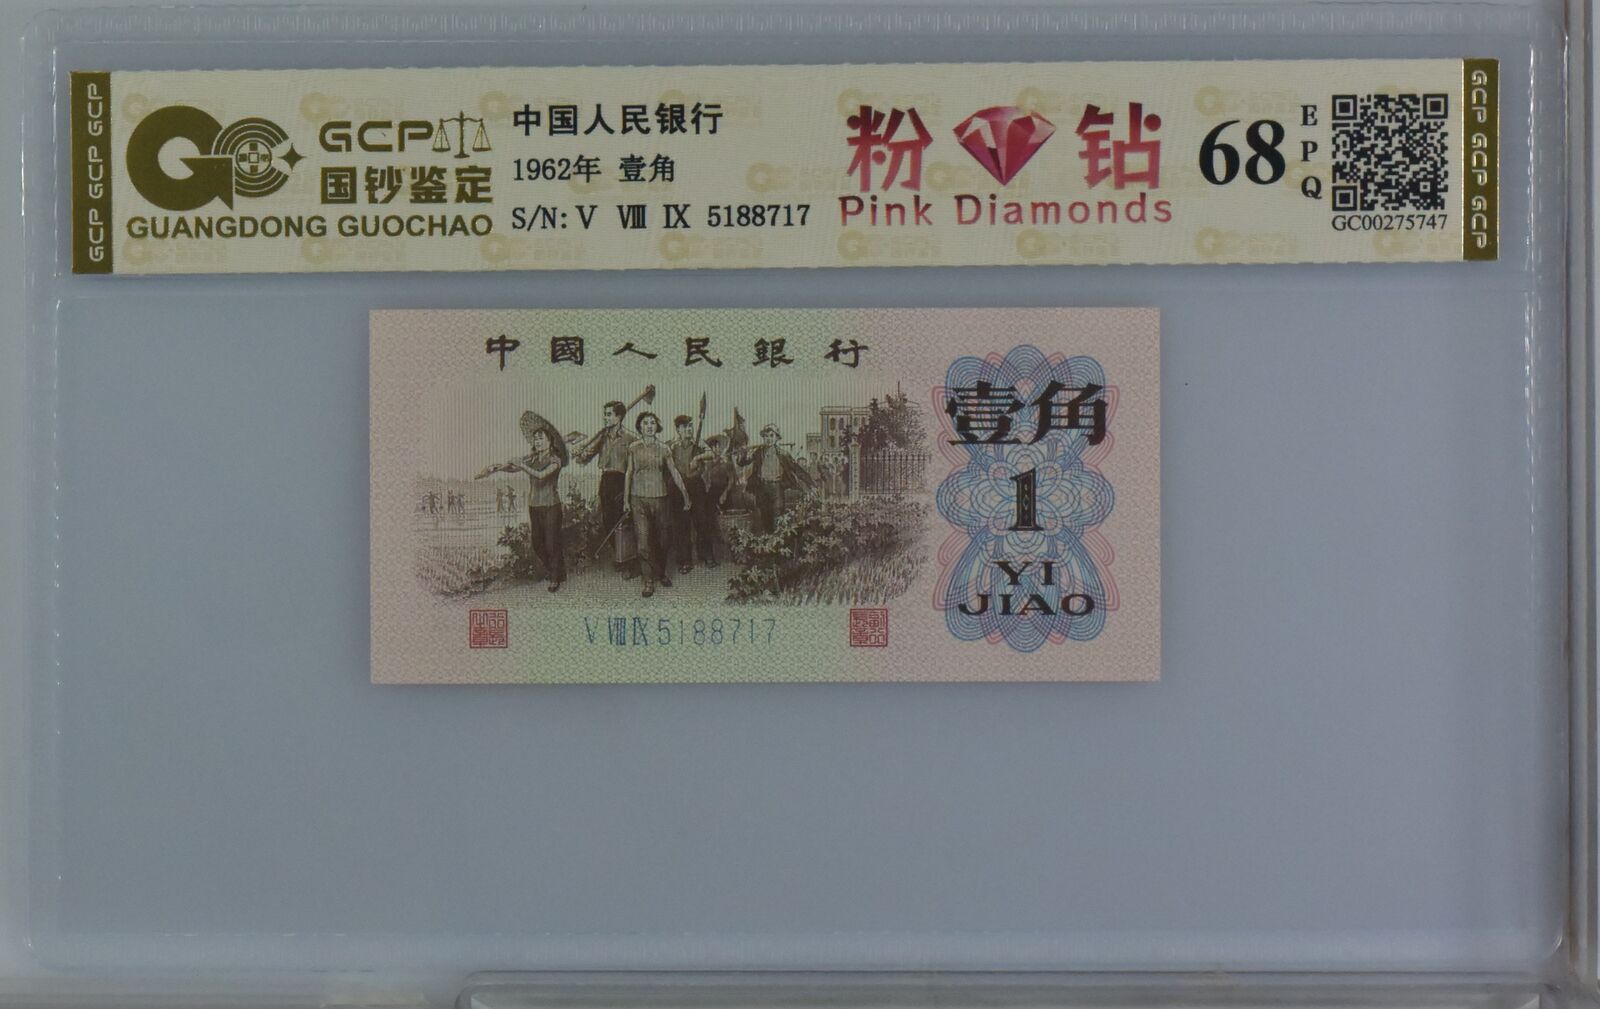 GCP GCP GCP
GCP
国钞鉴定
GUANGDONG GUOCHAO
中国人民银行
1962年 壹角
S/N: V Ⅷ Ⅸ 5188717
粉 钻
Pink Diamonds
68
EPQ
GC00275747
GCP GCP GCP
中國人民銀行
壹角
1
YI
JIAO
V Ⅷ Ⅸ 5188717